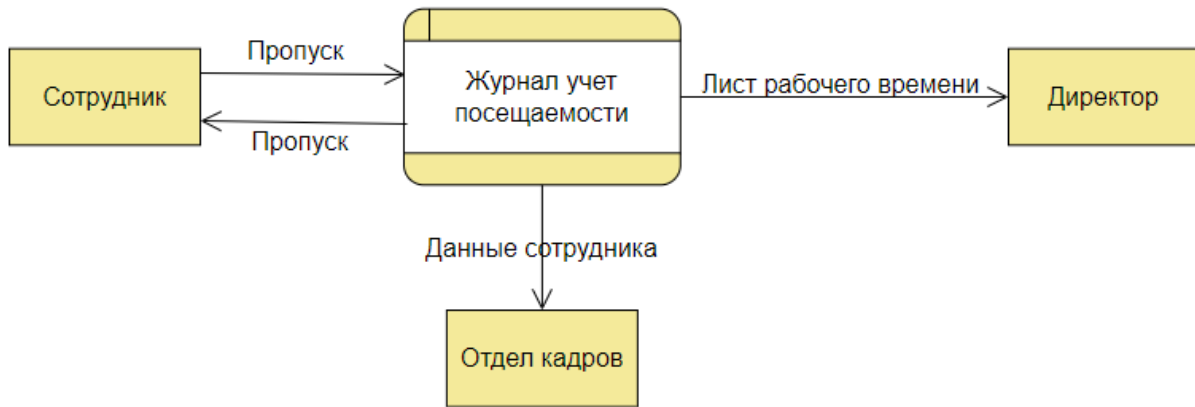 Пропуск
Сотрудник
Пропуск
Журнал учет
посещаемости
Лист рабочего времени
Директор
Данные сотрудника
Отдел кадров